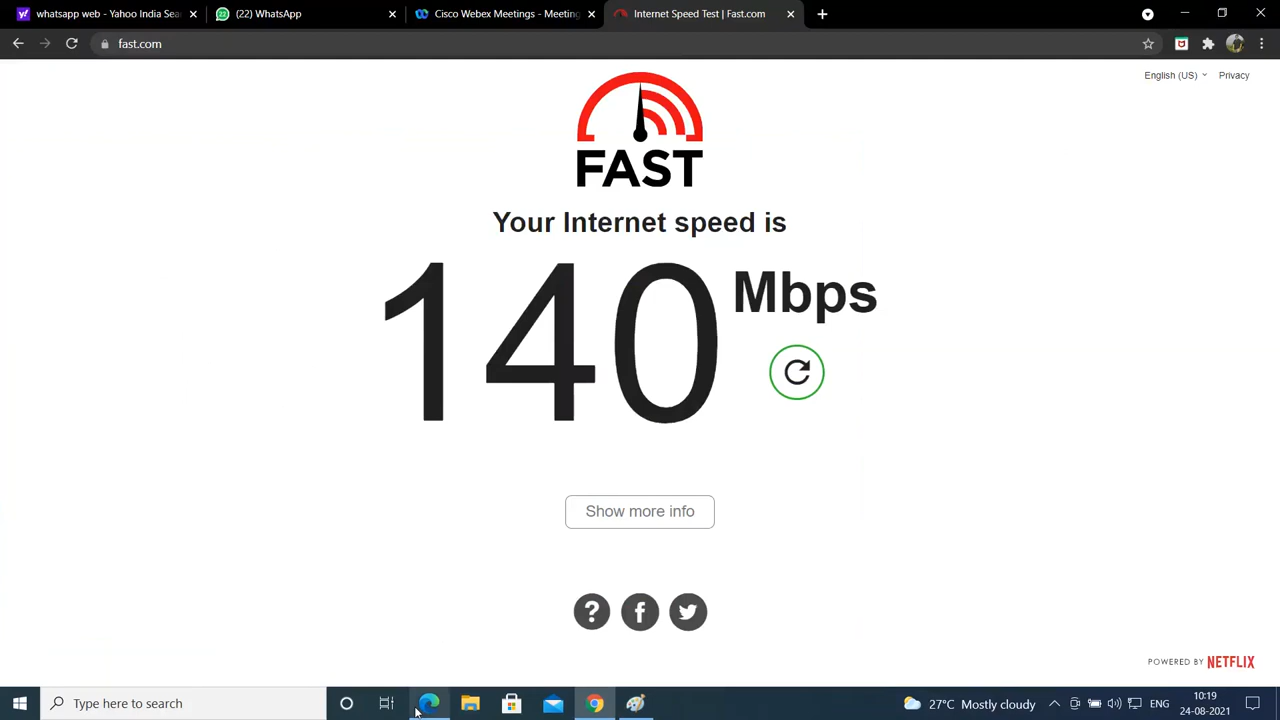 whatsapp web - Yahoo India Sea
(22) WhatsApp
Cisco Webex Meetings - Meeting
Internet Speed Test | Fast.com
fast.com
English (US)
Privacy
FAST
Your Internet speed is
140 Mbps
Show more info
?
f
POWERED BY NETFLIX
Type here to search
27°C Mostly cloudy
ENG
10:19
24-08-2021